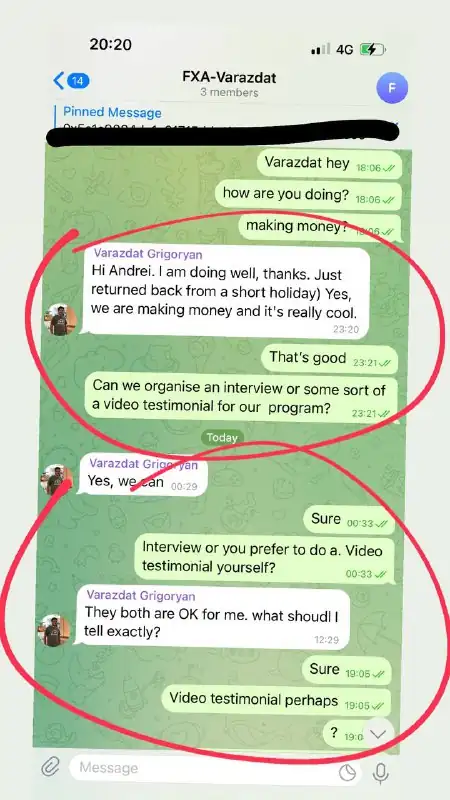 20:20
4G
14
FXA-Varazdat
3 members
F
Pinned Message
Varazdat hey 18:06
how are you doing? 18:06
making money? 18:06
Varazdat Grigoryan
Hi Andrei. I am doing well, thanks. Just
returned back from a short holiday) Yes,
we are making money and it's really cool.
23:20
That's good 23:21
Can we organise an interview or some sort of
a video testimonial for our program?
23:21
Today
Varazdat Grigoryan
Yes, we can 00:29
Sure 00:33
Interview or you prefer to do a. Video
testimonial yourself?
00:33
Varazdat Grigoryan
They both are OK for me. what shoudl I
tell exactly?
12:29
Sure 19:05
Video testimonial perhaps 19:05
?
Message